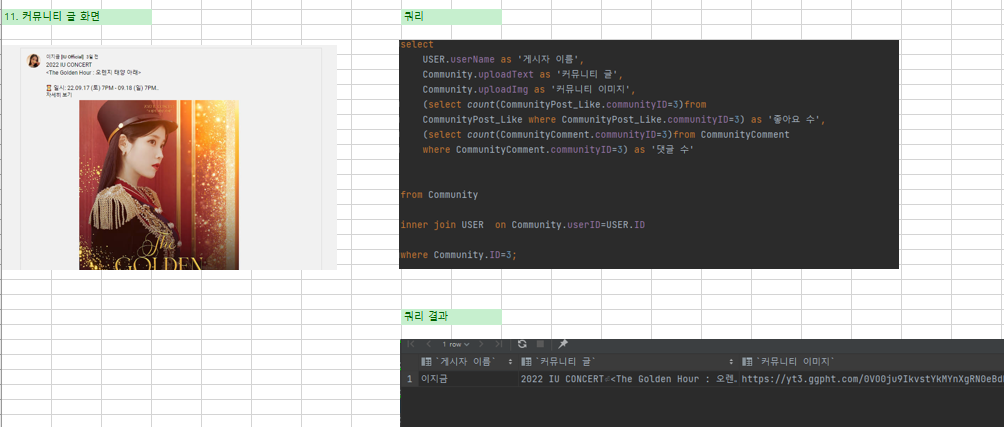 11. 커뮤니티 글 화면
쿼리
이지금 [IU Official] 3일 전
2022 IU CONCERT
<The Golden Hour : 오렌지 태양 아래>
일시: 22.09.17 (토) 7PM - 09.18 (일) 7PM..
자세히 보기
The
GOLDEN
select
USER.userName as '게시자 이름',
Community.uploadText as '커뮤니티 글',
Community.uploadImg as '커뮤니티 이미지',
(select count(CommunityPost_Like.communityID=3)from
CommunityPost_Like where CommunityPost_Like.communityID=3) as '좋아요 수',
(select count(CommunityComment.communityID=3)from CommunityComment
where CommunityComment.communityID=3) as '댓글 수'
from Community
inner join USER  on Community.userID=USER.ID
where Community.ID=3;
쿼리 결과
1 row
`게시자 이름` `커뮤니티 글` `커뮤니티 이미지`
1 이지금 2022 IU CONCERT <The Golden Hour : 오렌… https://yt3.ggpht.com/0VO0ju9IkvstYkMYnXgRN0eBd